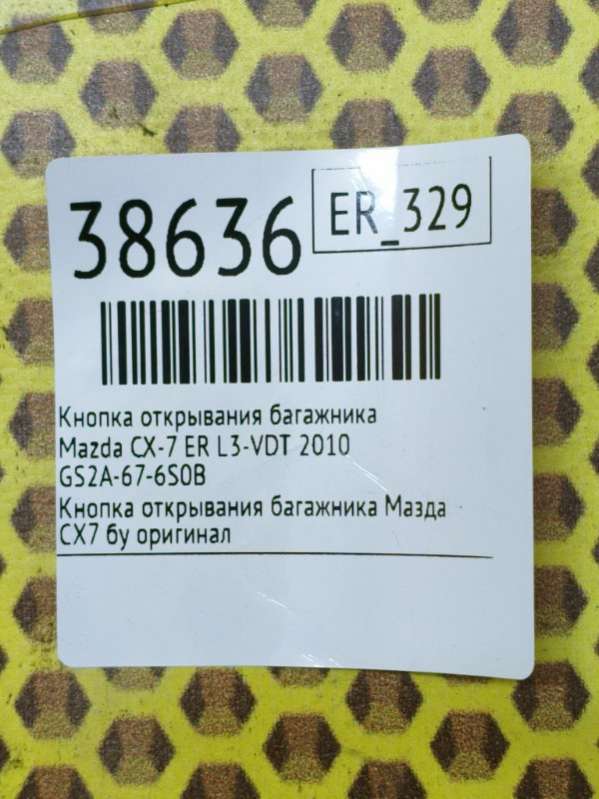 38636
ER_329
Кнопка открывания багажника
Mazda CX-7 ER L3-VDT 2010
GS2A-67-6S0B
Кнопка открывания багажника Мазда
СХ7 бу оригинал